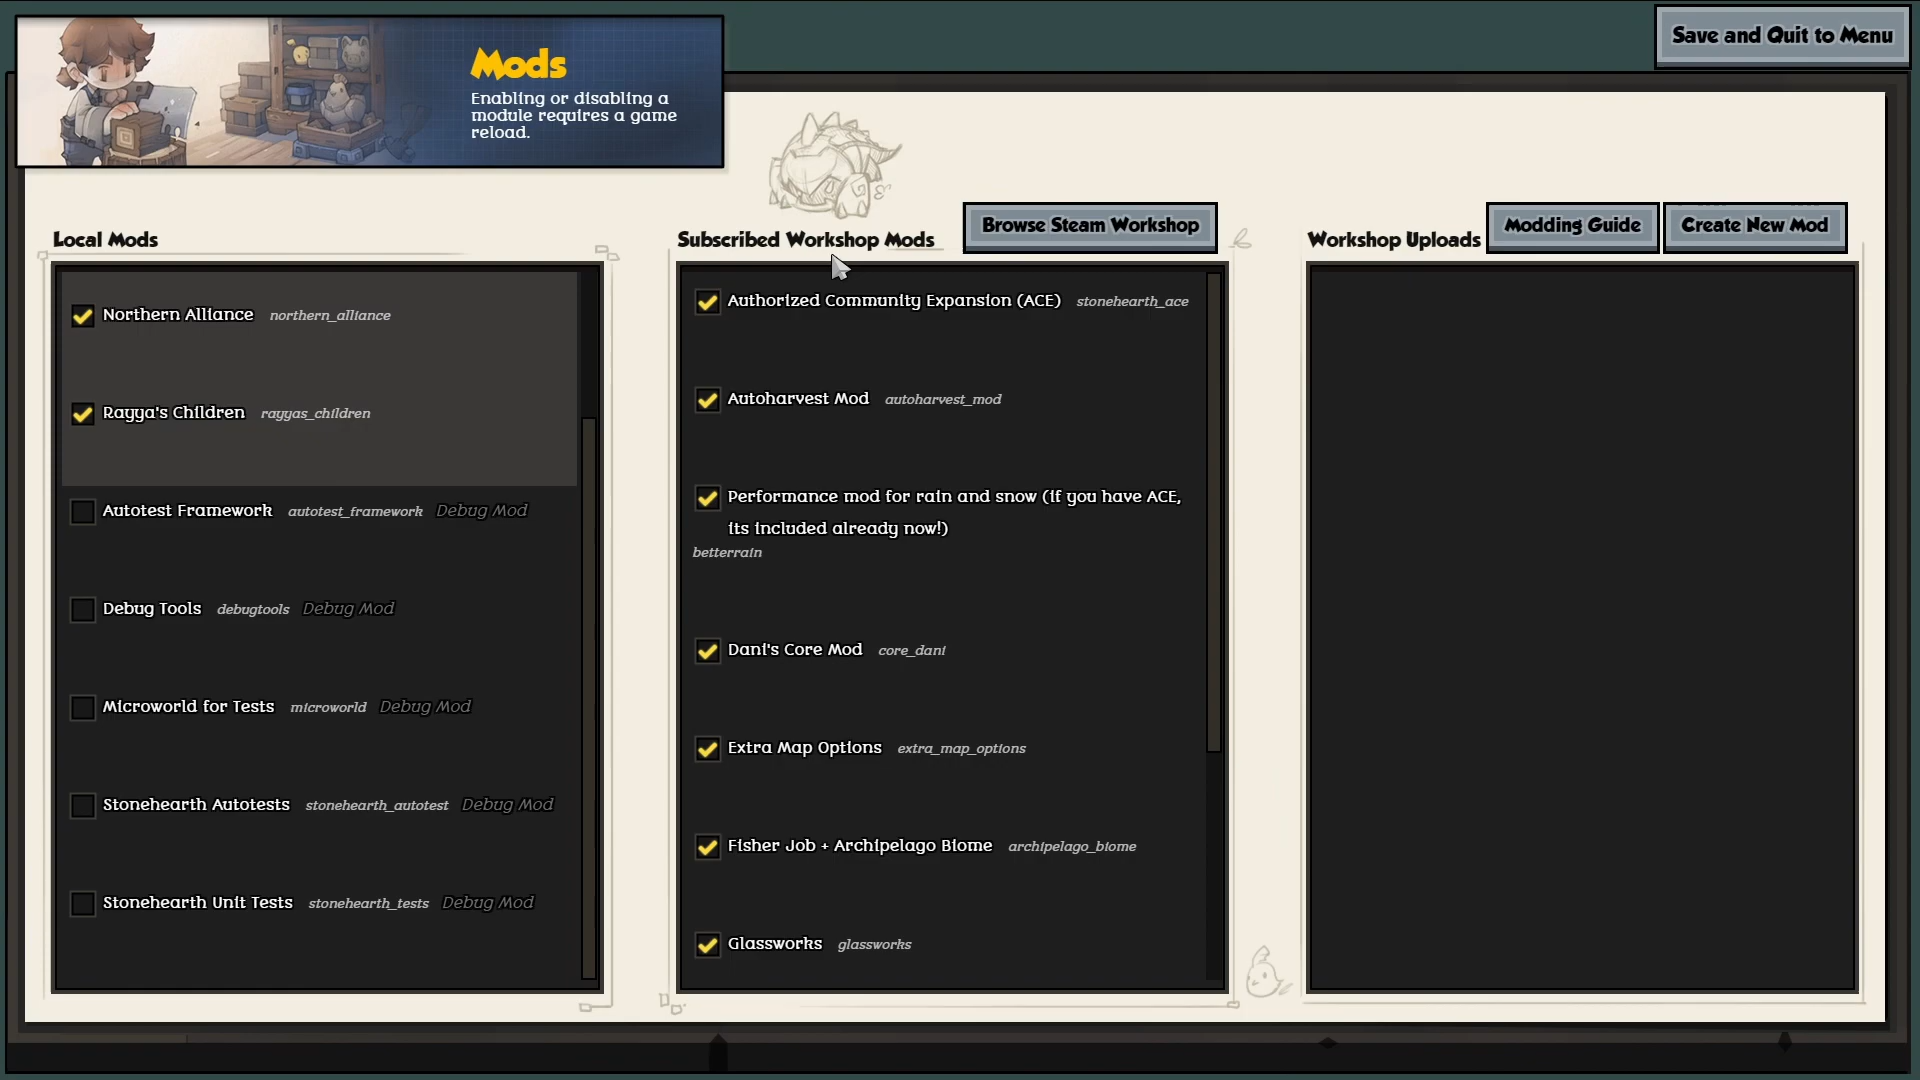 Mods
Enabling or disabling a
module requires a game
reload.
Save and Quit to Menu
Local Mods
Northern Alliance northern_alliance
Rayya's Children rayyas_children
Autotest Framework autotest_framework Debug Mod
Debug Tools debugtools Debug Mod
Microworld for Tests microworld Debug Mod
Stonehearth Autotests stonehearth_autotest Debug Mod
Stonehearth Unit Tests stonehearth_tests Debug Mod
Subscribed Workshop Mods
Browse Steam Workshop
Authorized Community Expansion (ACE) stonehearth_ace
Autoharvest Mod autoharvest_mod
Performance mod for rain and snow (if you have ACE,
its included already now!)
betterrain
Dani's Core Mod core_dani
Extra Map Options extra_map_options
Fisher Job + Archipelago Biome archipelago_biome
Glassworks glassworks
Workshop Uploads
Modding Guide
Create New Mod